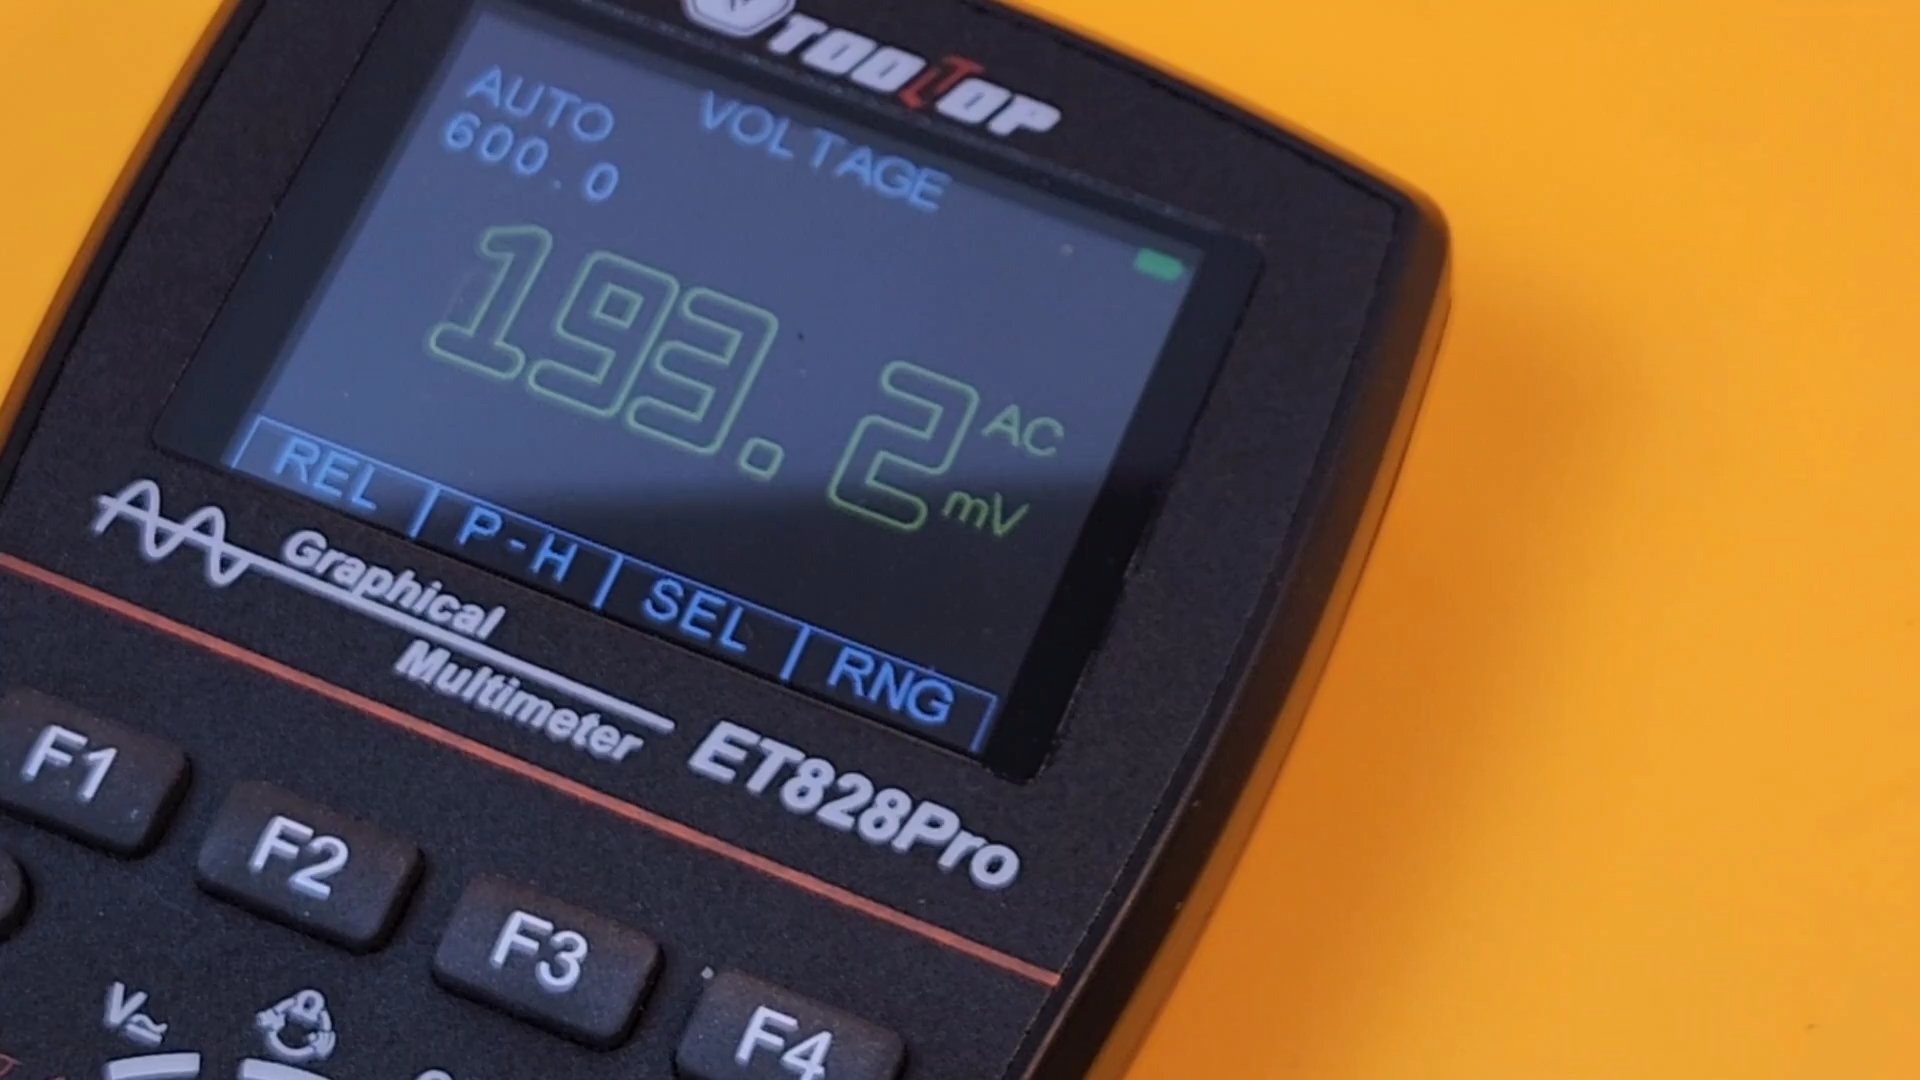 TOOLTOP
AUTO
VOLTAGE
600.0
193.2
AC
mV
REL
P-H
SEL
RNG
Graphical
Multimeter
ET828Pro
F1
F2
F3
F4
V